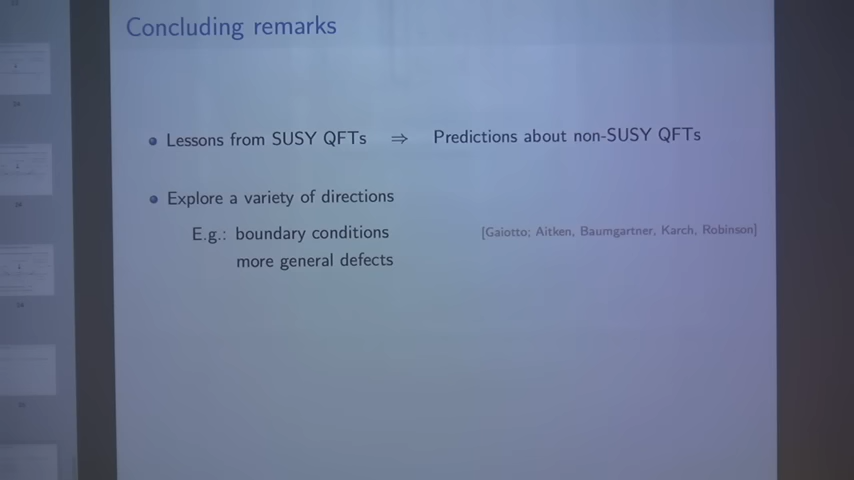 Concluding remarks
Lessons from SUSY QFTs ⇒ Predictions about non-SUSY QFTs
Explore a variety of directions
E.g.: boundary conditions [Gaiotto; Aitken, Baumgartner, Karch, Robinson]
more general defects